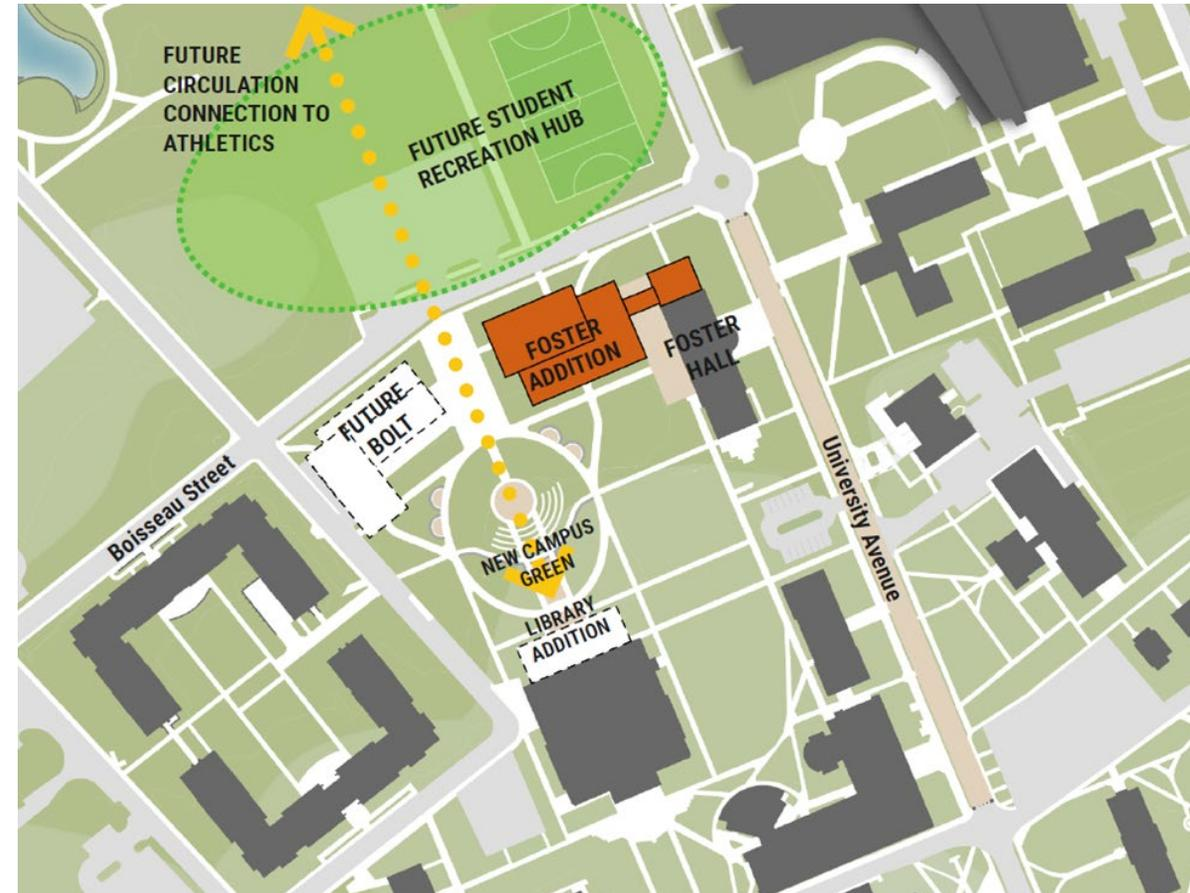 FUTURE
CIRCULATION
CONNECTION TO
ATHLETICS
FUTURE STUDENT
RECREATION HUB
FOSTER
ADDITION
FOSTER
HALL
FUTURE
BOLT
Boisseau Street
University Avenue
NEW CAMPUS
GREEN
LIBRARY
ADDITION